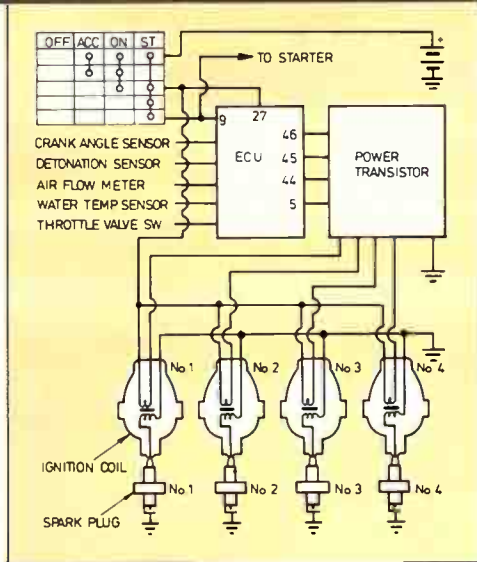 OFF ACC ON ST
+
TO STARTER
9 27
CRANK ANGLE SENSOR
DETONATION SENSOR
AIR FLOW METER
WATER TEMP SENSOR
THROTTLE VALVE SW
ECU
46
45
44
5
POWER
TRANSISTOR
No 1 No 2 No 3 No 4
IGNITION COIL
No 1 No 2 No 3 No 4
SPARK PLUG